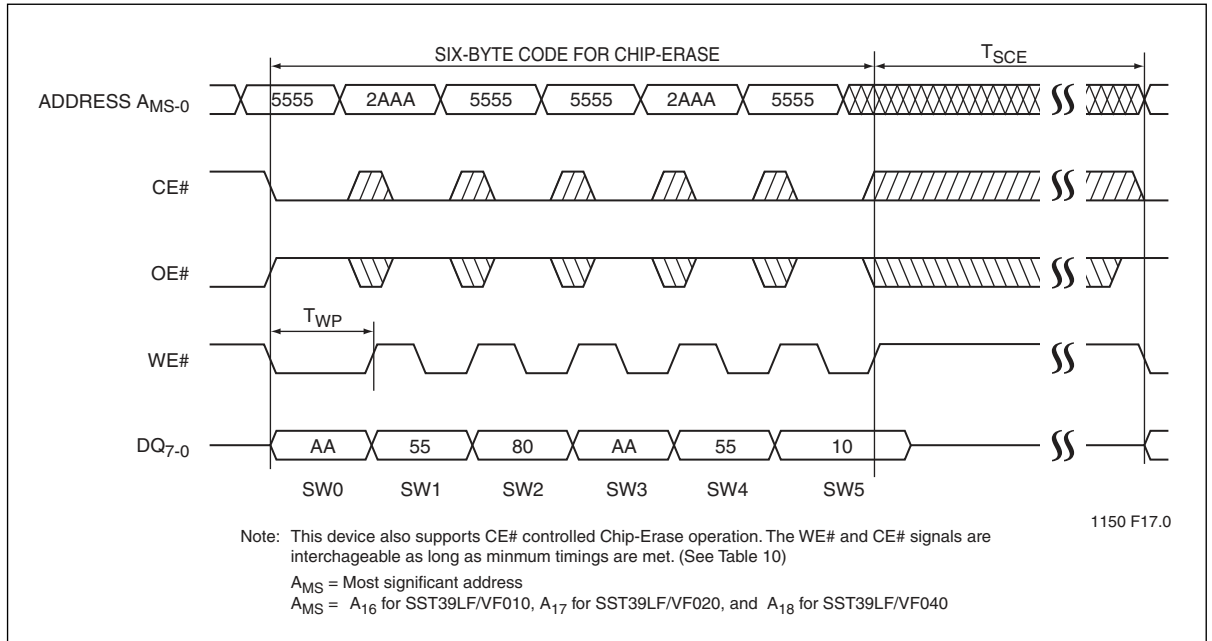 SIX-BYTE CODE FOR CHIP-ERASE TSCE
ADDRESS AMS-0 5555 2AAA 5555 5555 2AAA 5555
CE#
OE#
TWP
WE#
DQ7-0 AA 55 80 AA 55 10
SW0 SW1 SW2 SW3 SW4 SW5
1150 F17.0
Note: This device also supports CE# controlled Chip-Erase operation. The WE# and CE# signals are
interchageable as long as minmum timings are met. (See Table 10)
AMS = Most significant address
AMS = A16 for SST39LF/VF010, A17 for SST39LF/VF020, and A18 for SST39LF/VF040